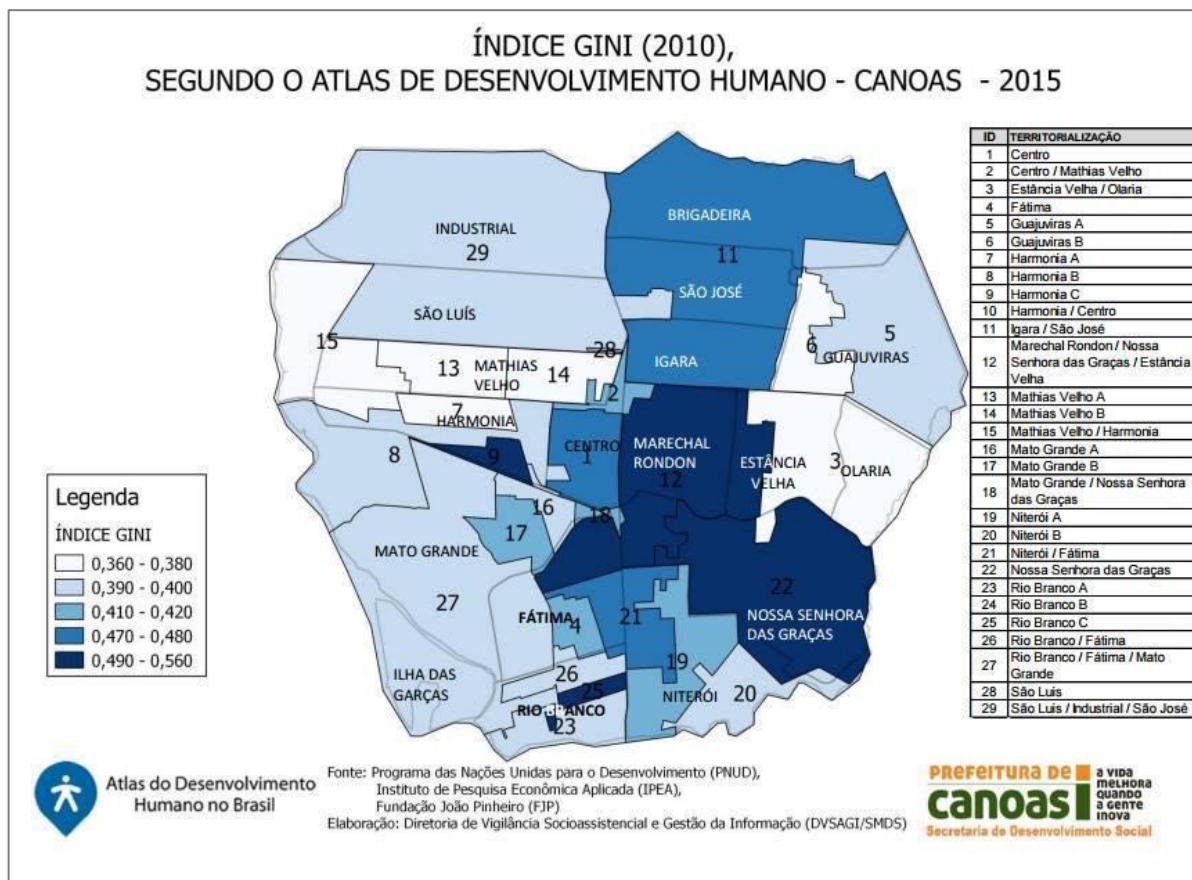 ÍNDICE GINI (2010),
SEGUNDO O ATLAS DE DESENVOLVIMENTO HUMANO - CANOAS - 2015
ID TERRITORIALIZAÇÃO
1 Centro
2 Centro / Mathias Velho
3 Estância Velha / Olaria
4 Fátima
5 Guajuviras A
6 Guajuviras B
7 Harmonia A
8 Harmonia B
9 Harmonia C
10 Harmonia / Centro
11 Igara / São José
12 Marechal Rondon / Nossa
Senhora das Graças / Estância
Velha
13 Mathias Velho A
14 Mathias Velho B
15 Mathias Velho / Harmonia
16 Mato Grande A
17 Mato Grande B
18 Mato Grande / Nossa Senhora
das Graças
19 Niterói A
20 Niterói B
21 Niterói / Fátima
22 Nossa Senhora das Graças
23 Rio Branco A
24 Rio Branco B
25 Rio Branco C
26 Rio Branco / Fátima
27 Rio Branco / Fátima / Mato
Grande
28 São Luis
29 São Luis / Industrial / São José
BRIGADEIRA
INDUSTRIAL
29
11
SÃO JOSÉ
SÃO LUÍS
15
28
6
5
GUAJUVIRAS
IGARA
13
MATHIAS
VELHO
14
2
7
HARMONIA
8
9
CENTRO
1
MARECHAL
RONDON
12
ESTÂNCIA
VELHA
3
OLARIA
16
17
18
MATO GRANDE
27
FÁTIMA
4
21
22
NOSSA SENHORA
DAS GRAÇAS
19
20
NITERÓI
26
25
ILHA DAS
GARÇAS
RIO BRANCO
23
Legenda
ÍNDICE GINI
0,360 - 0,380
0,390 - 0,400
0,410 - 0,420
0,470 - 0,480
0,490 - 0,560
Atlas do Desenvolvimento
Humano no Brasil
Fonte: Programa das Nações Unidas para o Desenvolvimento (PNUD),
Instituto de Pesquisa Econômica Aplicada (IPEA),
Fundação João Pinheiro (FJP)
Elaboração: Diretoria de Vigilância Socioassistencial e Gestão da Informação (DVSAGI/SMDS)
PREFEITURA DE
canoas
A VIDA
MELHORA
QUANDO
A GENTE
INOVA
Secretaria de Desenvolvimento Social